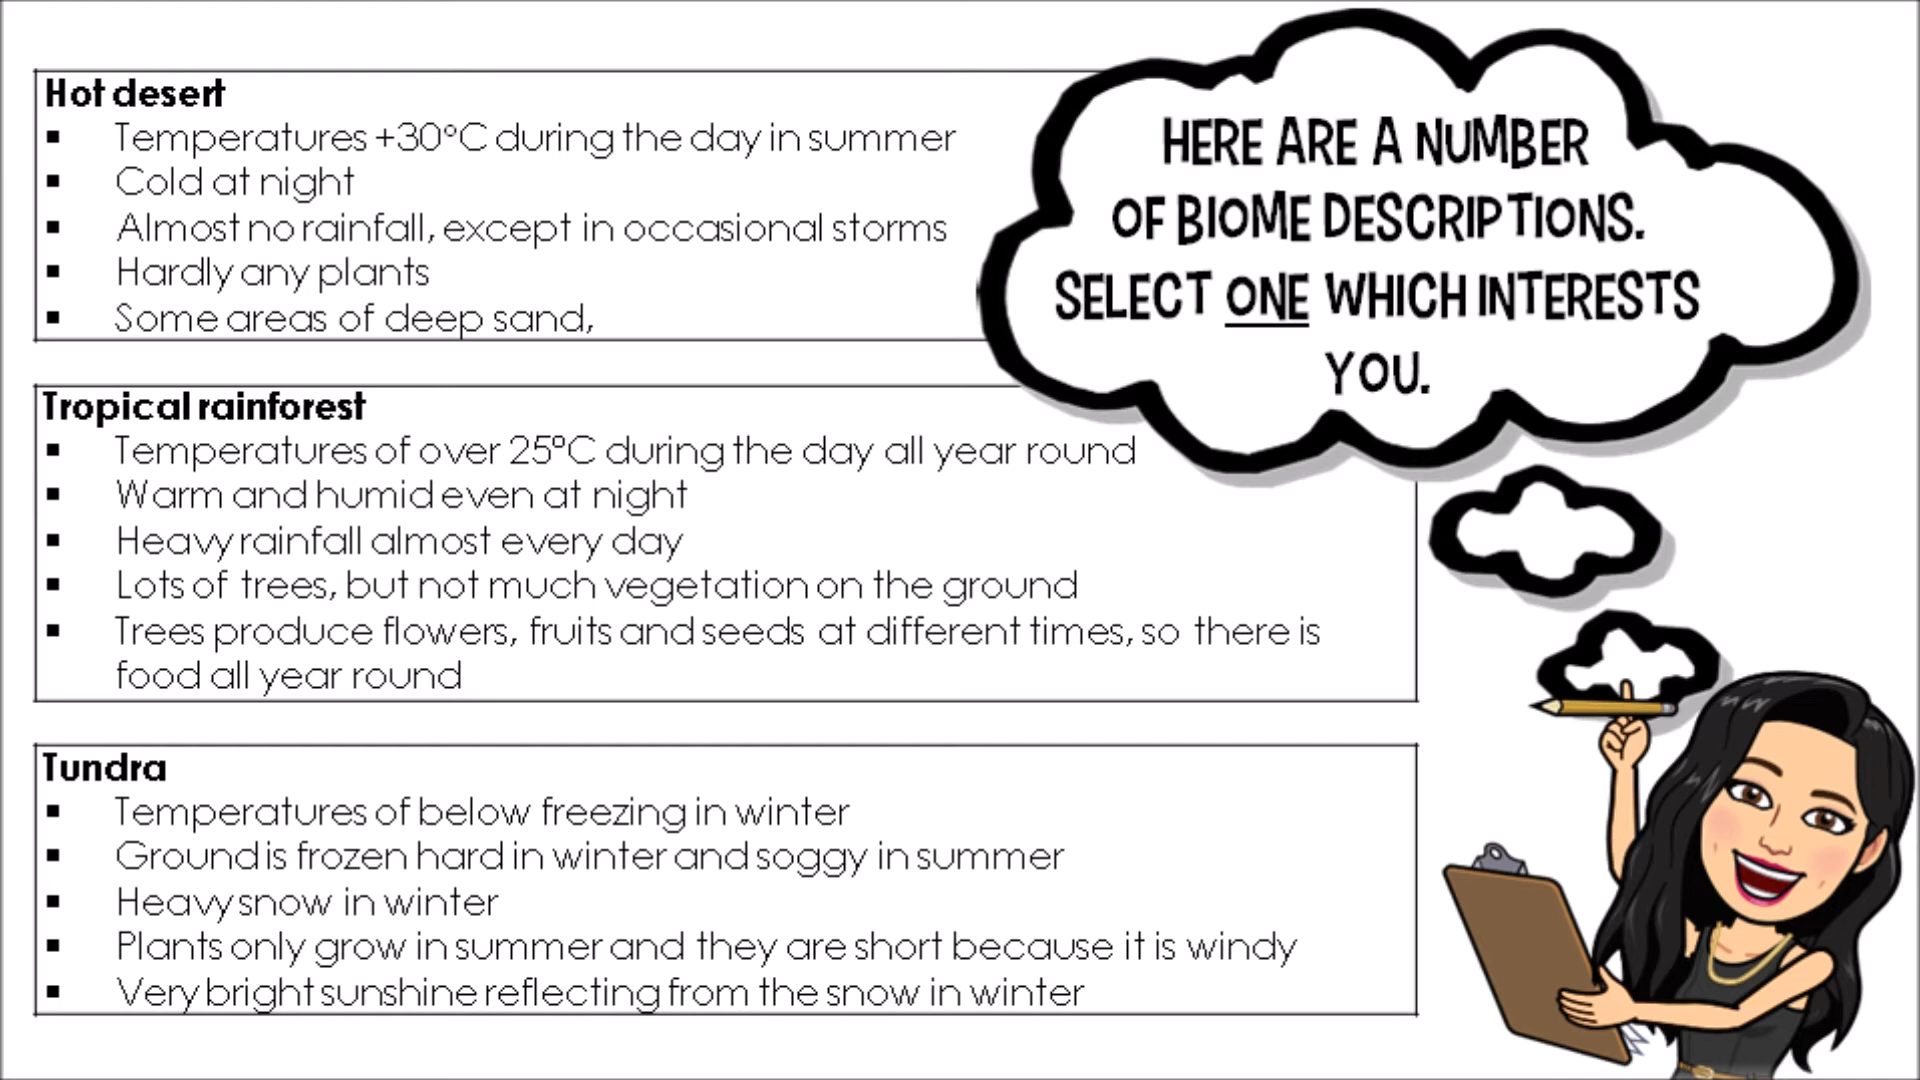 Hot desert
▪ Temperatures +30°C during the day in summer
▪ Cold at night
▪ Almost no rainfall, except in occasional storms
▪ Hardly any plants
▪ Some areas of deep sand,
HERE ARE A NUMBER
OF BIOME DESCRIPTIONS.
SELECT ONE WHICH INTERESTS
YOU.
Tropical rainforest
▪ Temperatures of over 25°C during the day all year round
▪ Warm and humid even at night
▪ Heavy rainfall almost every day
▪ Lots of trees, but not much vegetation on the ground
▪ Trees produce flowers, fruits and seeds at different times, so there is
food all year round
Tundra
▪ Temperatures of below freezing in winter
▪ Ground is frozen hard in winter and soggy in summer
▪ Heavy snow in winter
▪ Plants only grow in summer and they are short because it is windy
▪ Very bright sunshine reflecting from the snow in winter